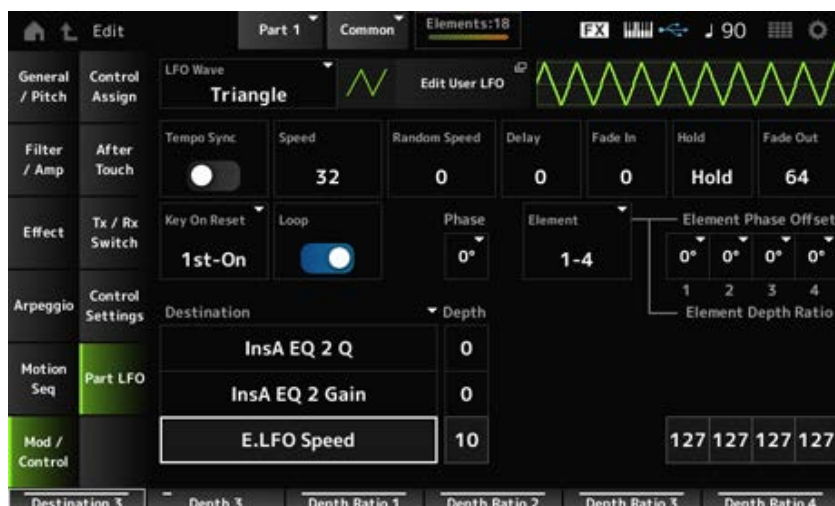 Edit
Part 1
Common
Elements:18
FX
♩ 90
General
/ Pitch
Control
Assign
LFO Wave
Triangle
Edit User LFO
Filter
/ Amp
After
Touch
Tempo Sync
Speed
32
Random Speed
0
Delay
0
Fade In
0
Hold
Hold
Fade Out
64
Effect
Tx / Rx
Switch
Key On Reset
1st-On
Loop
Phase
0°
Element
1-4
Element Phase Offset
0° 0° 0° 0°
1 2 3 4
Element Depth Ratio
Arpeggio
Control
Settings
Destination
Depth
InsA EQ 2 Q
0
Motion
Seq
Part LFO
InsA EQ 2 Gain
0
Mod /
Control
E.LFO Speed
10
127 127 127 127
Destination 3
Depth 3
Depth Ratio 1
Depth Ratio 2
Depth Ratio 3
Depth Ratio 4